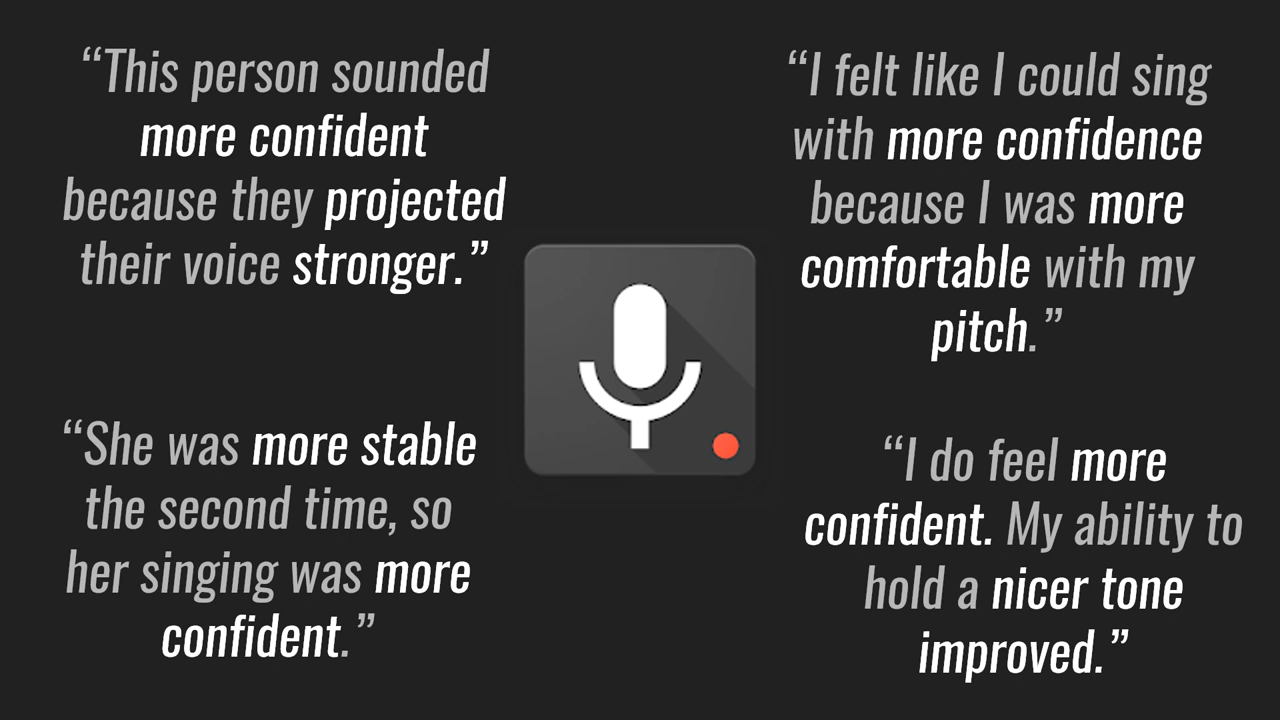 “This person sounded
more confident
because they projected
their voice stronger.”
“I felt like I could sing
with more confidence
because I was more
comfortable with my
pitch.”
“She was more stable
the second time, so
her singing was more
confident.”
“I do feel more
confident. My ability to
hold a nicer tone
improved.”